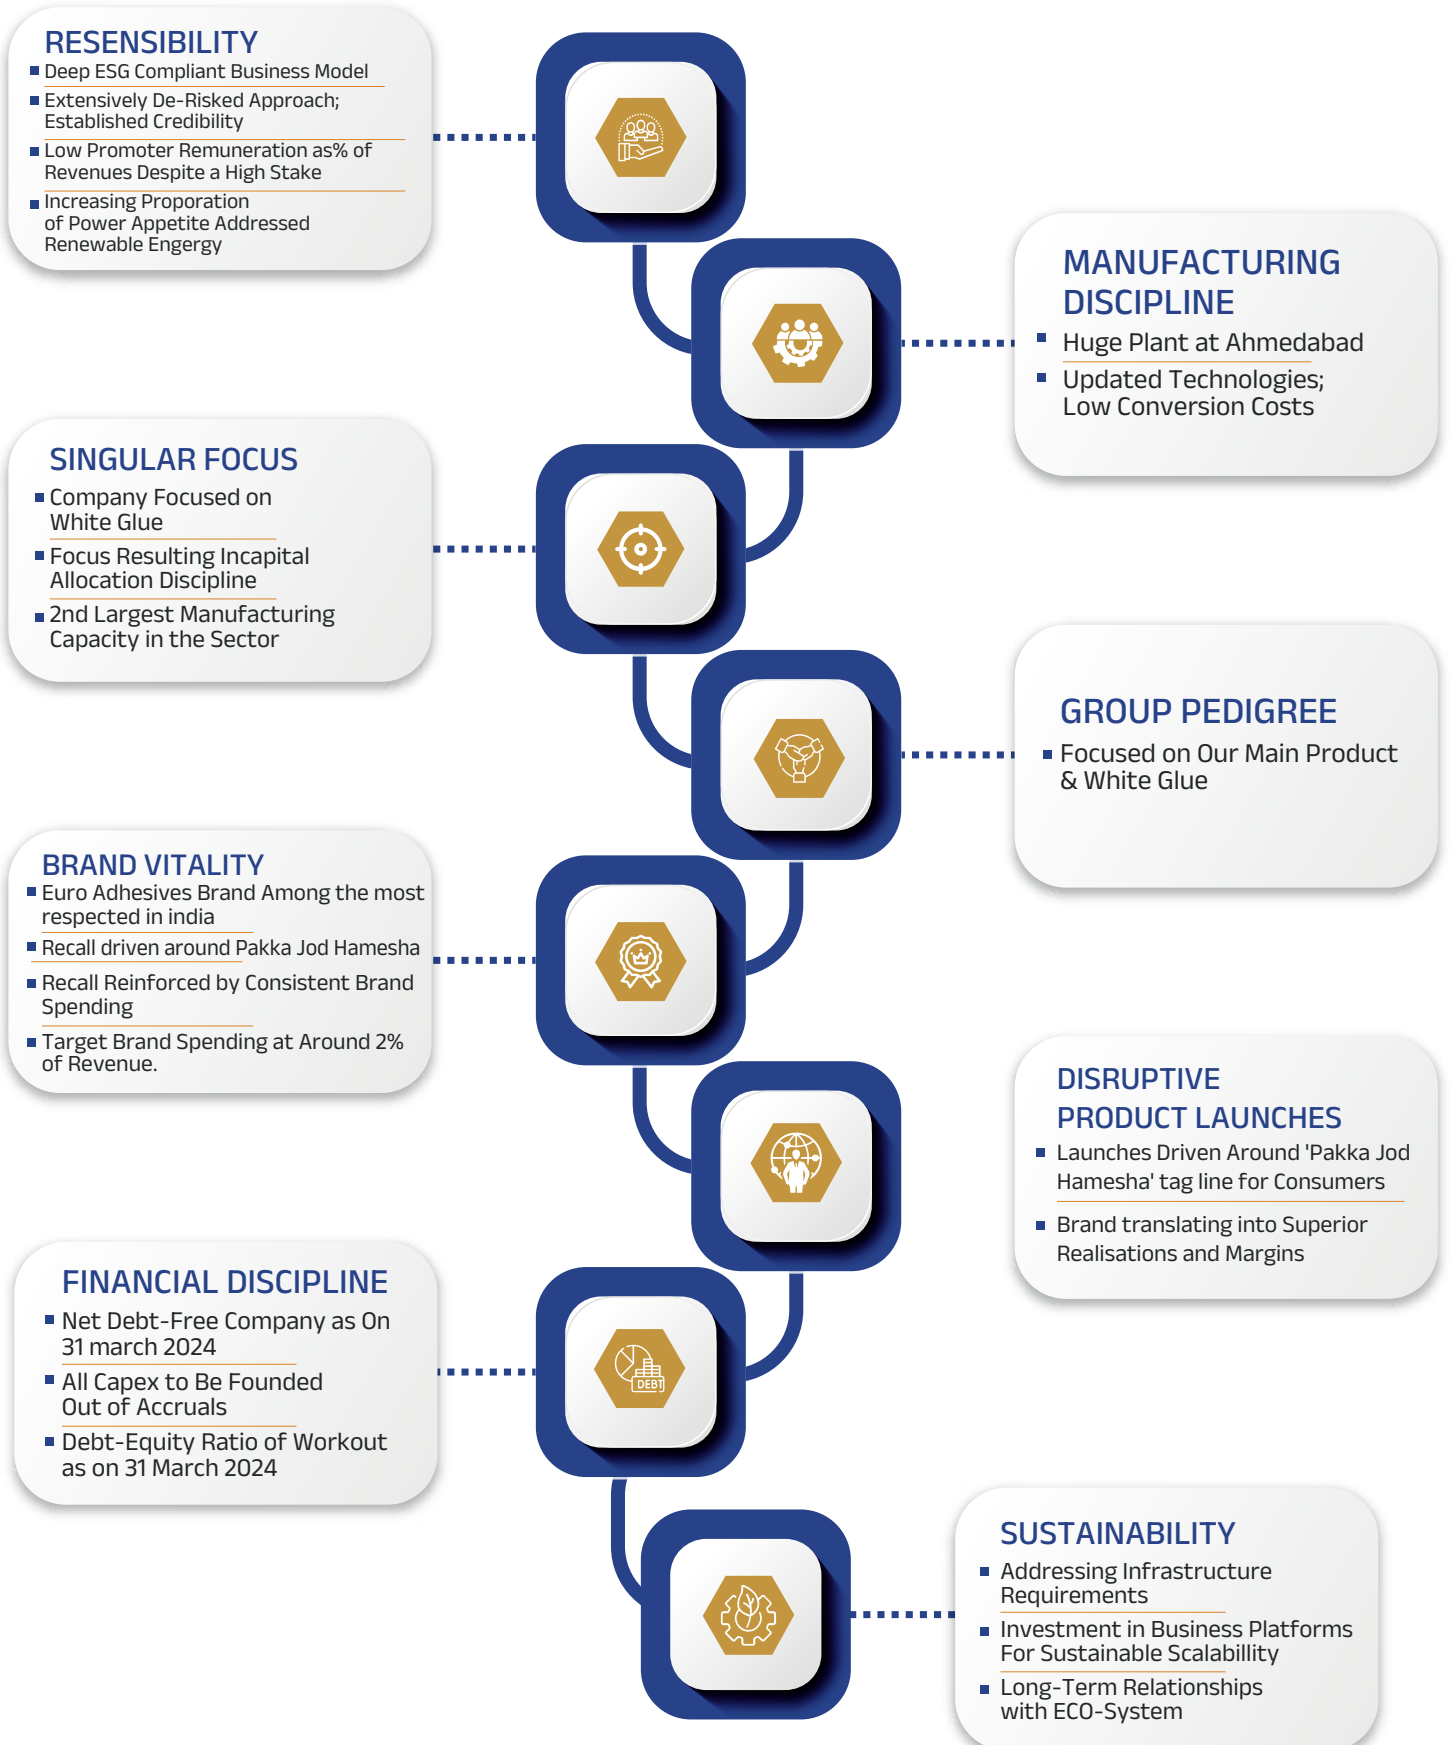 RESENSIBILITY
Deep ESG Compliant Business Model
Extensively De-Risked Approach;
Established Credibility
Low Promoter Remuneration as% of
Revenues Despite a High Stake
Increasing Proporation
of Power Appetite Addressed
Renewable Engergy
MANUFACTURING
DISCIPLINE
Huge Plant at Ahmedabad
Updated Technologies;
Low Conversion Costs
SINGULAR FOCUS
Company Focused on
White Glue
Focus Resulting Incapital
Allocation Discipline
2nd Largest Manufacturing
Capacity in the Sector
GROUP PEDIGREE
Focused on Our Main Product
& White Glue
BRAND VITALITY
Euro Adhesives Brand Among the most
respected in india
Recall driven around Pakka Jod Hamesha
Recall Reinforced by Consistent Brand
Spending
Target Brand Spending at Around 2%
of Revenue.
DISRUPTIVE
PRODUCT LAUNCHES
Launches Driven Around 'Pakka Jod
Hamesha' tag line for Consumers
Brand translating into Superior
Realisations and Margins
FINANCIAL DISCIPLINE
Net Debt-Free Company as On
31 march 2024
All Capex to Be Founded
Out of Accruals
Debt-Equity Ratio of Workout
as on 31 March 2024
DEBT
SUSTAINABILITY
Addressing Infrastructure
Requirements
Investment in Business Platforms
For Sustainable Scalabillity
Long-Term Relationships
with ECO-System